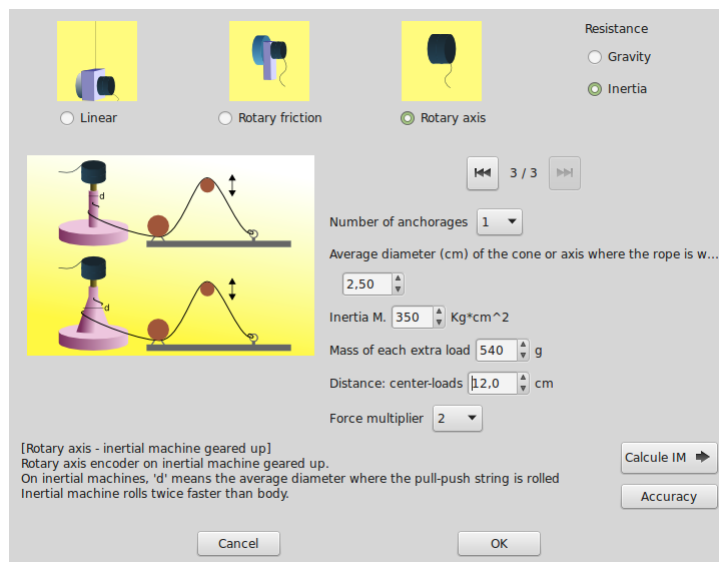 Resistance
Gravity
Inertia
Linear
Rotary friction
Rotary axis
3 / 3
d
Number of anchorages 1
Average diameter (cm) of the cone or axis where the rope is w...
2,50
d
Inertia M. 350 Kg*cm^2
Mass of each extra load 540 g
Distance: center-loads 12,0 cm
Force multiplier 2
[Rotary axis - inertial machine geared up]
Rotary axis encoder on inertial machine geared up.
On inertial machines, 'd' means the average diameter where the pull-push string is rolled
Inertial machine rolls twice faster than body.
Calcule IM
Accuracy
Cancel OK